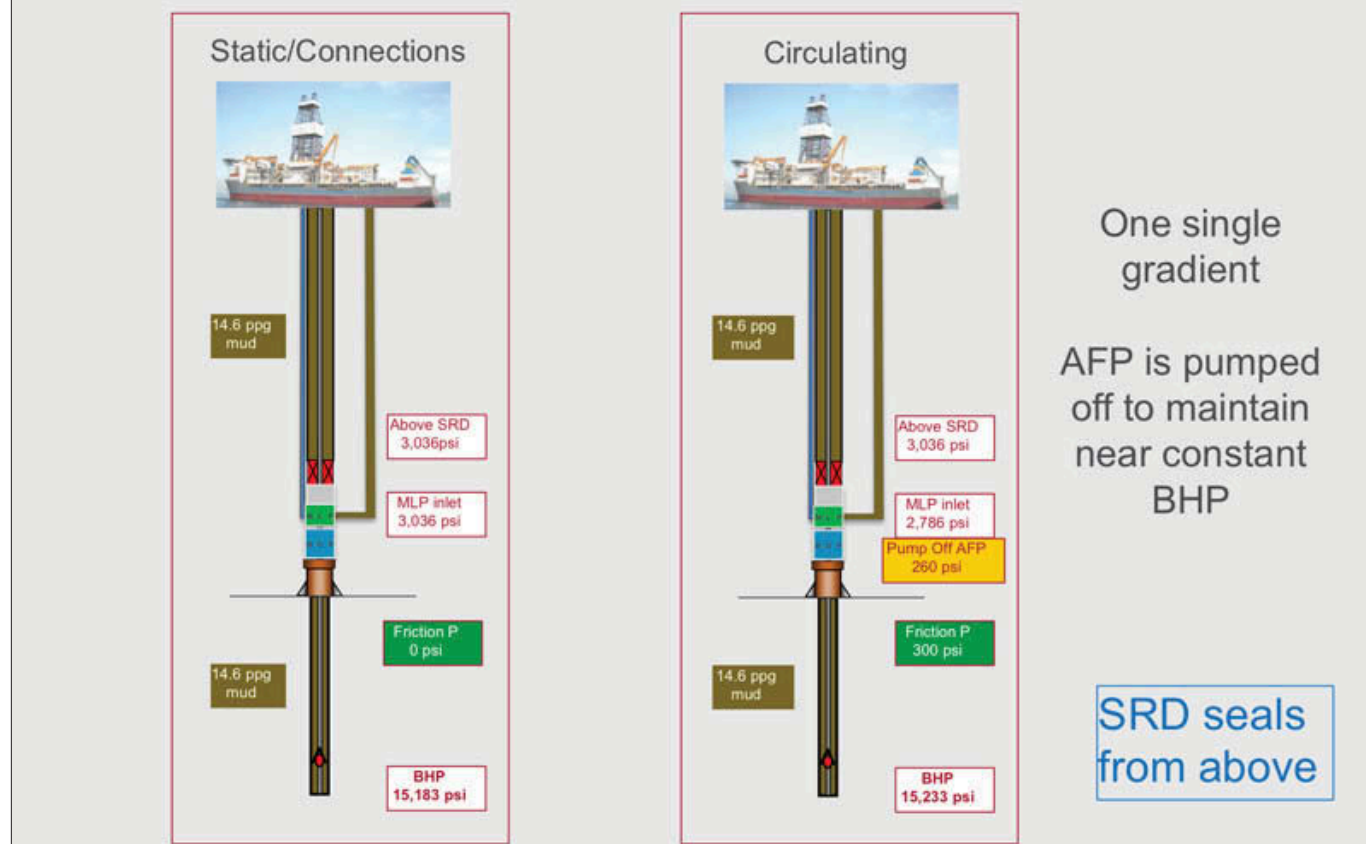 Static/Connections
14.6 ppg
mud
Above SRD
3,036psi
MLP inlet
3,036 psi
Friction P
0 psi
14.6 ppg
mud
BHP
15,183 psi
Circulating
14.6 ppg
mud
Above SRD
3,036 psi
MLP inlet
2,786 psi
Pump Off AFP
260 psi
Friction P
300 psi
14.6 ppg
mud
BHP
15,233 psi
One single
gradient
AFP is pumped
off to maintain
near constant
BHP
SRD seals
from above